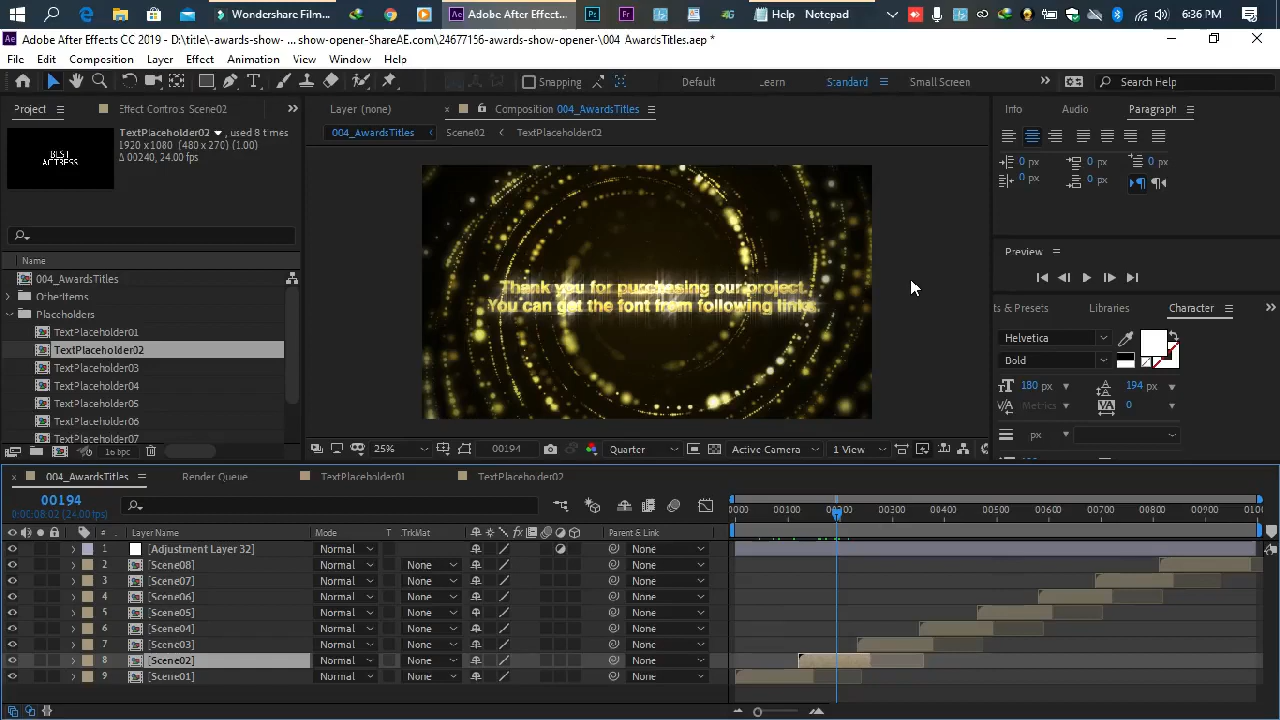 Wondershare Film...
Adobe After Effect...
Help
Notepad
6:36 PM
Adobe After Effects CC 2019 - D:\title\-awards-show- ... show-opener-ShareAE.com\24677156-awards-show-opener-\004_AwardsTitles.aep *
File Edit Composition Layer Effect Animation View Window Help
Snapping
Default
Learn
Standard
Small Screen
Search Help
Project
Effect Controls Scene02
Layer (none)
Composition 004_AwardsTitles
Info
Audio
Paragraph
004_AwardsTitles
Scene02
TextPlaceholder02
BEST
ACTRESS
TextPlaceholder02 , used 8 times
1920 x 1080 (480 x 270) (1.00)
Δ 00240, 24.00 fps
0 px
0 px
0 px
0 px
0 px
Name
004_AwardsTitles
OtherItems
Placeholders
TextPlaceholder01
TextPlaceholder02
TextPlaceholder03
TextPlaceholder04
TextPlaceholder05
TextPlaceholder06
TextPlaceholder07
16 bpc
Thank you for purchasing our project.
You can get the font from following links.
Preview
ts & Presets
Libraries
Character
Helvetica
Bold
180 px
194 px
Metrics
0
px
25%
00194
Quarter
Active Camera
1 View
004_AwardsTitles
Render Queue
TextPlaceholder01
TextPlaceholder02
00194
0:00:08:02 (24.00 fps)
0000 00100 00200 00300 00400 00500 00600 00700 00800 00900 0100
# Layer Name Mode T .TrkMat Parent & Link
1 [Adjustment Layer 32] Normal None
2 [Scene08] Normal None None
3 [Scene07] Normal None None
4 [Scene06] Normal None None
5 [Scene05] Normal None None
6 [Scene04] Normal None None
7 [Scene03] Normal None None
8 [Scene02] Normal None None
9 [Scene01] Normal None None